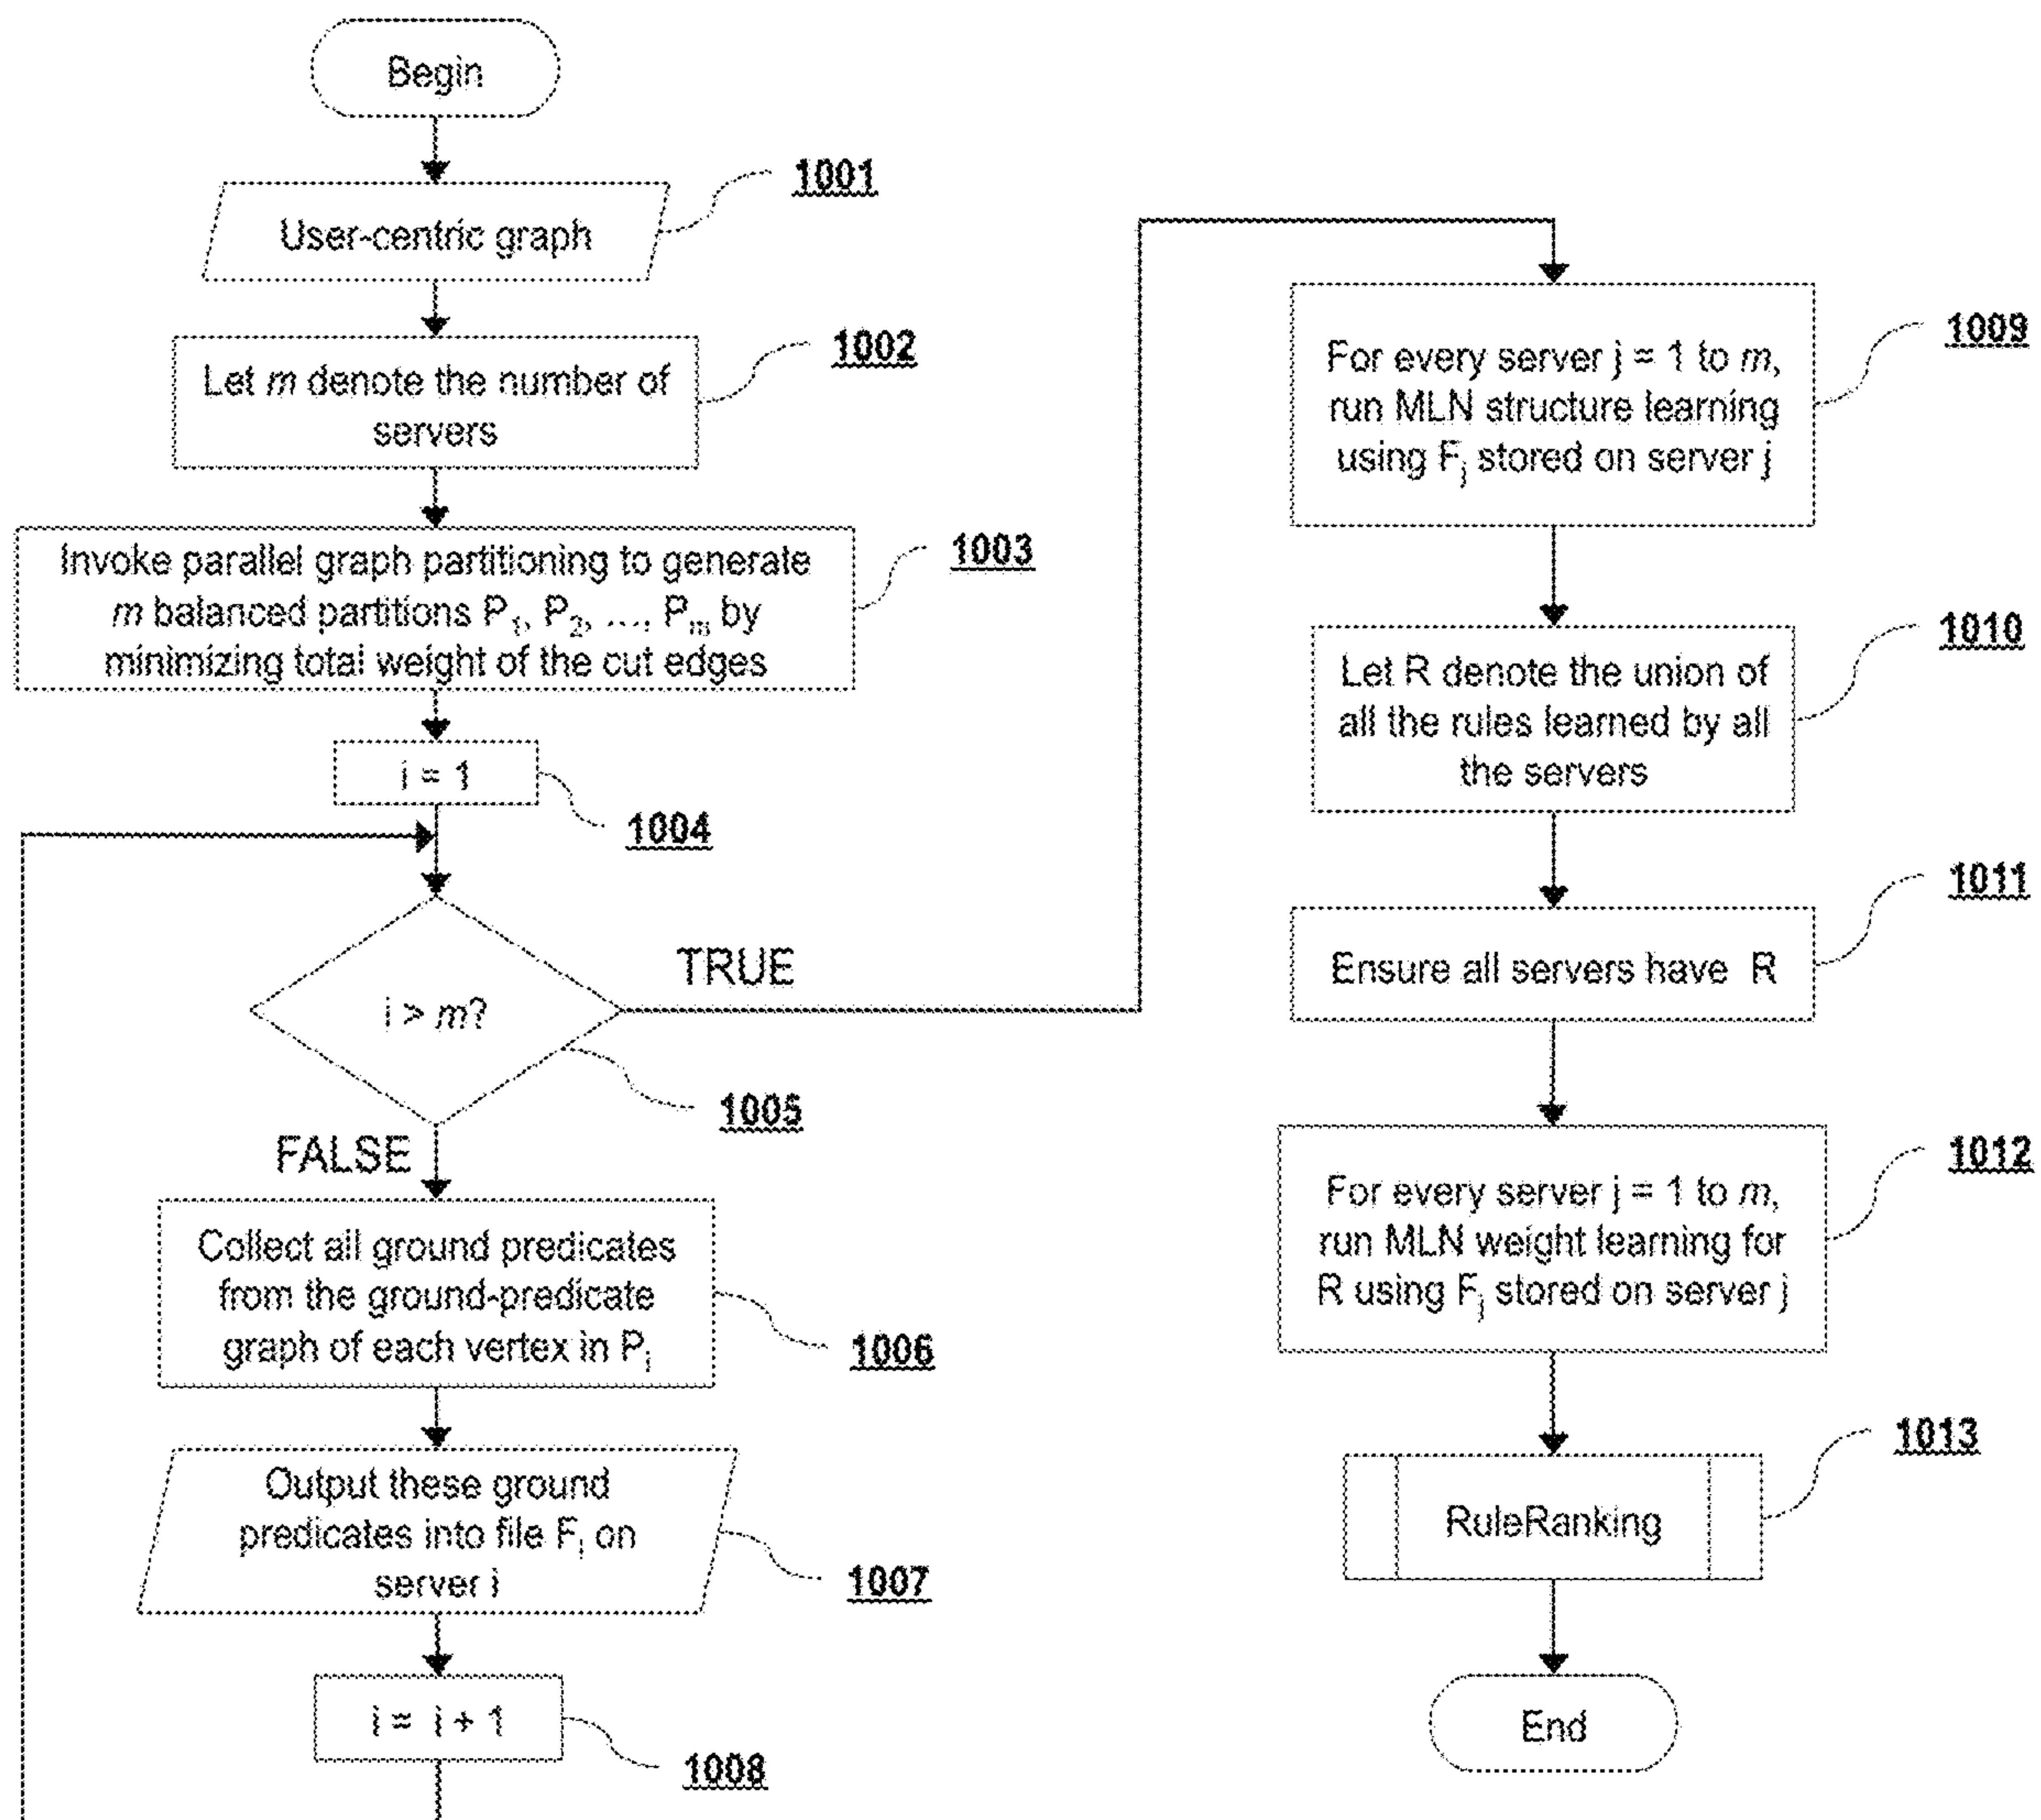 Begin
1001
User-centric graph
1002
Let m denote the number of
servers
1003
Invoke parallel graph partitioning to generate
m balanced partitions P₁, P₂, ..., Pₘ by
minimizing total weight of the cut edges
i = 1
1004
i > m?
TRUE
1005
FALSE
Collect all ground predicates
from the ground-predicate
graph of each vertex in Pᵢ
1006
Output these ground
predicates into file Fᵢ on
server i
1007
i = i + 1
1008
For every server j = 1 to m,
run MLN structure learning
using Fⱼ stored on server j
1009
Let R denote the union of
all the rules learned by all
the servers
1010
Ensure all servers have R
1011
For every server j = 1 to m,
run MLN weight learning for
R using Fⱼ stored on server j
1012
RuleRanking
1013
End